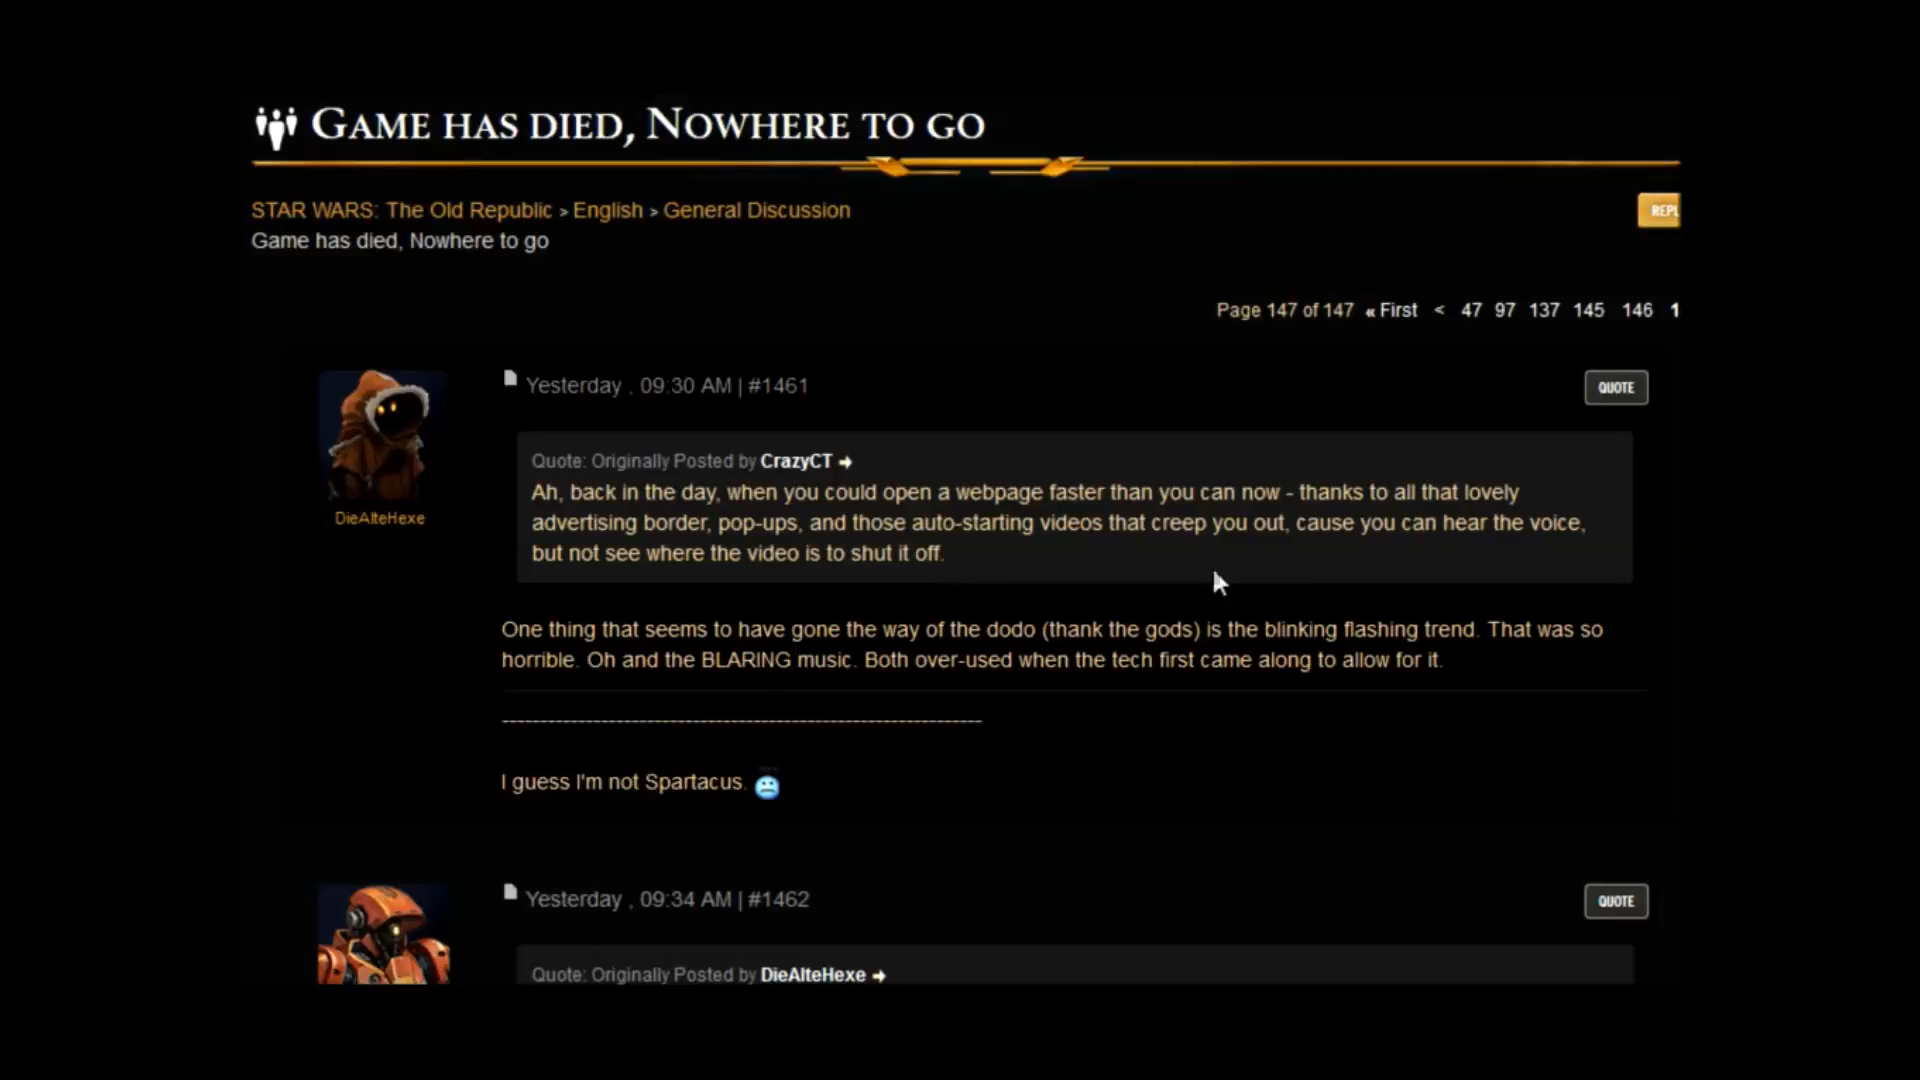 GAME HAS DIED, NOWHERE TO GO
STAR WARS: The Old Republic > English > General Discussion
REPL
Game has died, Nowhere to go
Page 147 of 147 « First < 47 97 137 145 146 1
Yesterday , 09:30 AM | #1461
QUOTE
DieAlteHexe
Quote: Originally Posted by CrazyCT
Ah, back in the day, when you could open a webpage faster than you can now - thanks to all that lovely
advertising border, pop-ups, and those auto-starting videos that creep you out, cause you can hear the voice,
but not see where the video is to shut it off.
One thing that seems to have gone the way of the dodo (thank the gods) is the blinking flashing trend. That was so
horrible. Oh and the BLARING music. Both over-used when the tech first came along to allow for it.
------------------------------------------------------------
I guess I'm not Spartacus.
Yesterday , 09:34 AM | #1462
QUOTE
Quote: Originally Posted by DieAlteHexe